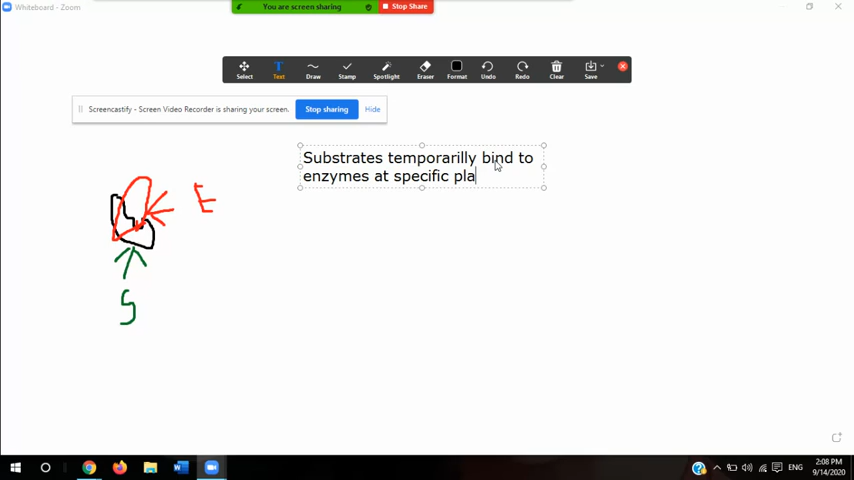 Whiteboard - Zoom
You are screen sharing
Stop Share
Select
Text
Draw
Stamp
Spotlight
Eraser
Format
Undo
Redo
Clear
Save
Screencastify - Screen Video Recorder is sharing your screen.
Stop sharing
Hide
Substrates temporarilly bind to
enzymes at specific pla
E
S
ENG
2:08 PM
9/14/2020